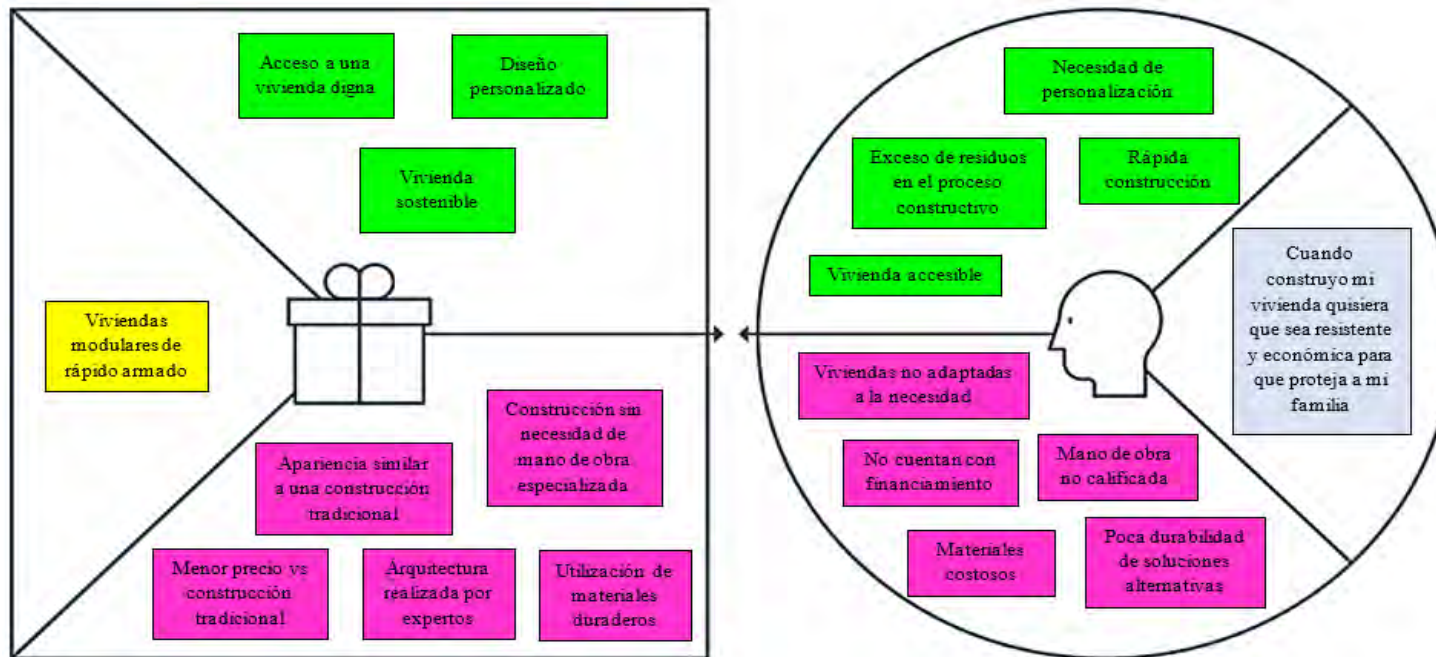 Acceso a una
vivienda digna
Diseño
personalizado
Vivienda
sostenible
Viviendas
modulares de
rápido armado
Construcción sin
necesidad de
mano de obra
especializada
Apariencia similar
a una construcción
tradicional
Menor precio vs
construcción
tradicional
Arquitectura
realizada por
expertos
Utilización de
materiales
duraderos
Necesidad de
personalización
Exceso de residuos
en el proceso
constructivo
Rápida
construcción
Vivienda accesible
Cuando
construyo mi
vivienda quisiera
que sea resistente
y económica para
que proteja a mi
familia
Viviendas no adaptadas
a la necesidad
No cuentan con
financiamiento
Mano de obra
no calificada
Materiales
costosos
Poca durabilidad
de soluciones
alternativas